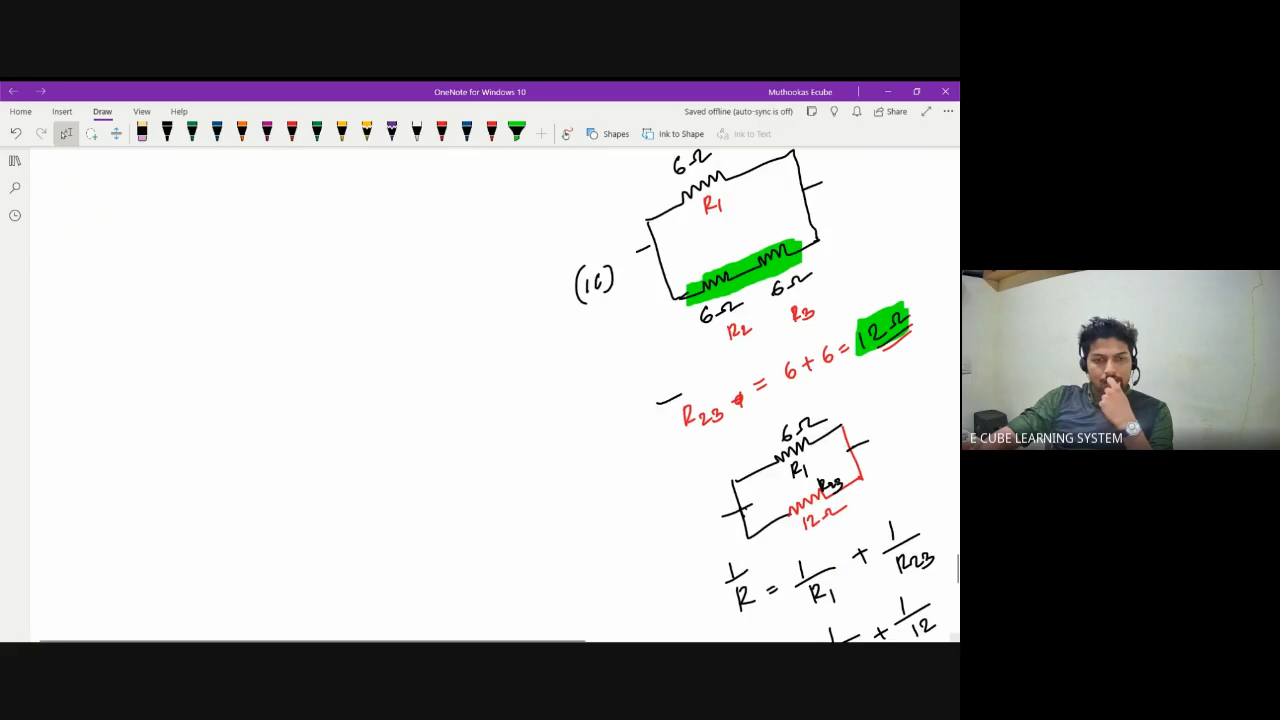 OneNote for Windows 10
Muthookas Ecube
Home Insert Draw View Help
Saved offline (auto-sync is off)
Share
Shapes
Ink to Shape
Ink to Text
6Ω
R1
6Ω
6Ω
R2
R3
R23 = 6 + 6 = 12Ω
6Ω
R1
R23
12Ω
1/R = 1/R1 + 1/R23
+ 1/12
E CUBE LEARNING SYSTEM